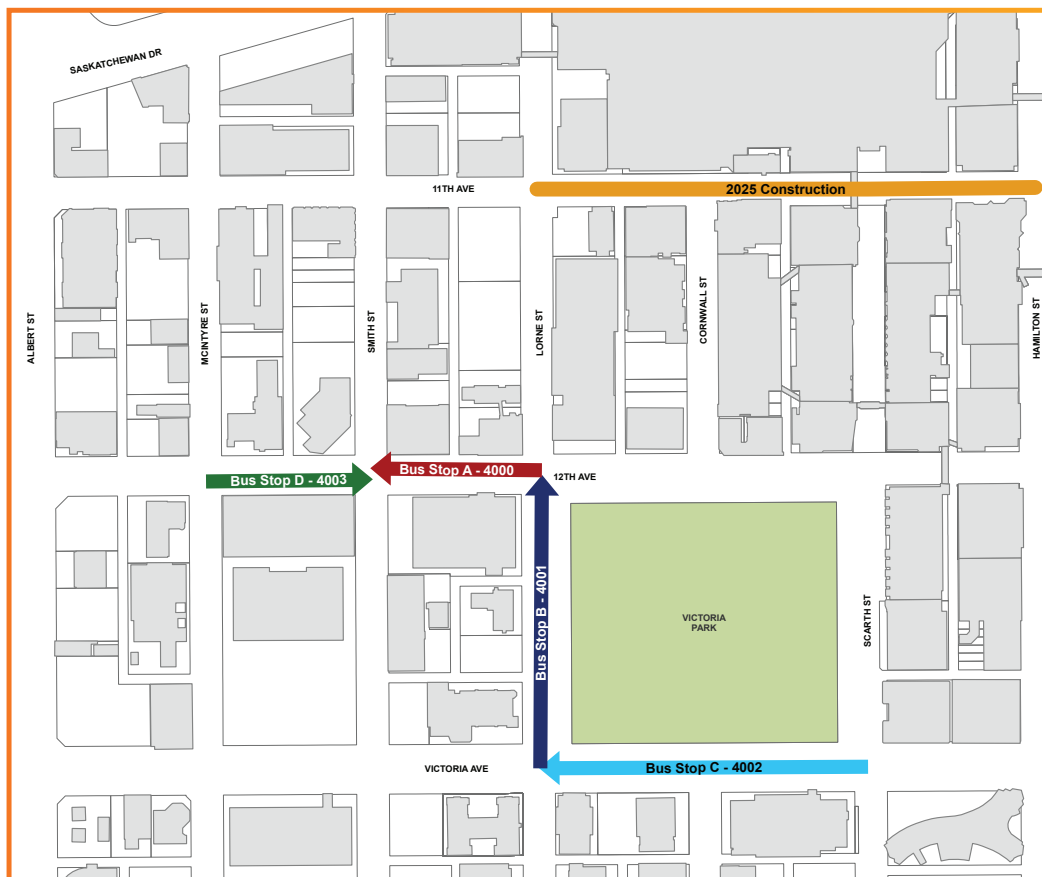 SASKATCHEWAN DR
11TH AVE
2025 Construction
ALBERT ST
MCINTYRE ST
SMITH ST
LORNE ST
CORNWALL ST
HAMILTON ST
Bus Stop D - 4003
Bus Stop A - 4000
12TH AVE
Bus Stop B - 4001
VICTORIA
PARK
SCARTH ST
VICTORIA AVE
Bus Stop C - 4002